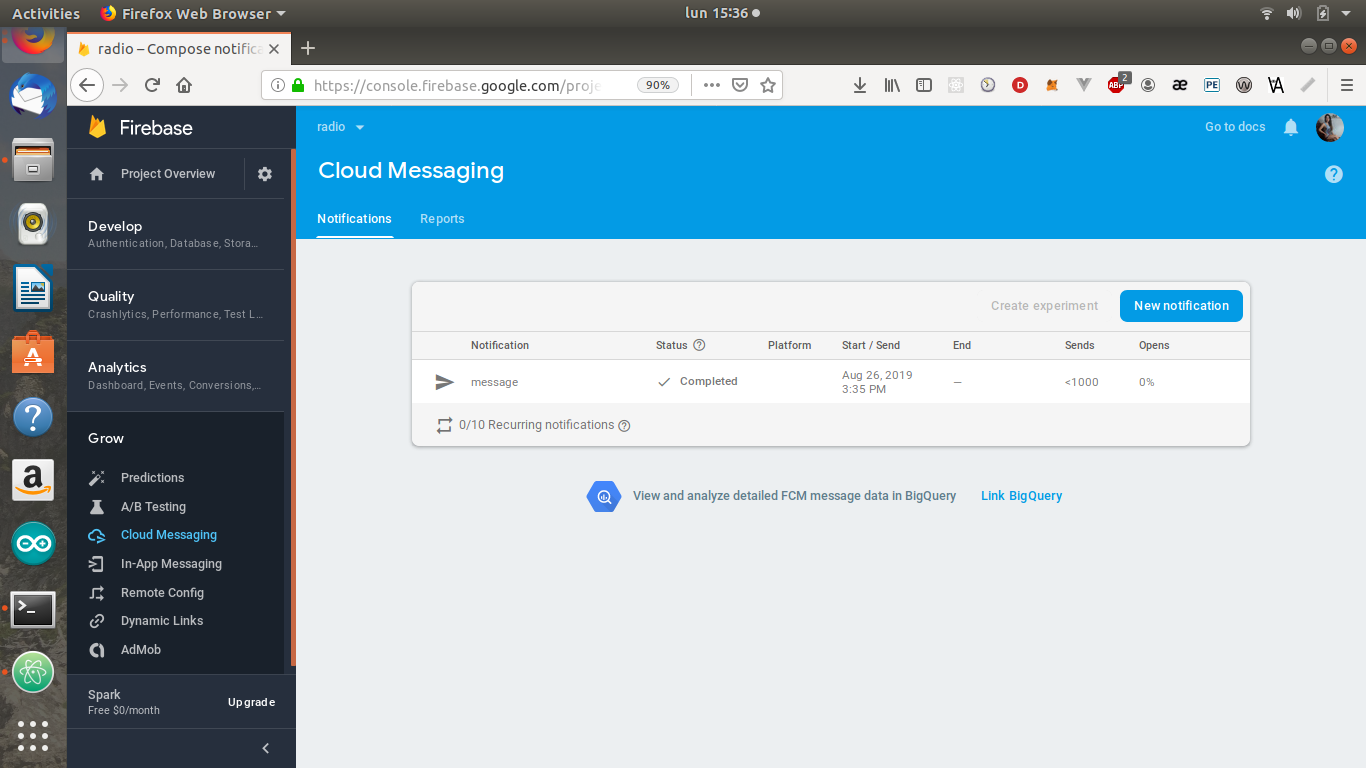 Activities Firefox Web Browser lun 15:36
radio – Compose notifica
https://console.firebase.google.com/proje 90%
2
Firebase
Project Overview
Develop
Authentication, Database, Stora…
Quality
Crashlytics, Performance, Test L…
Analytics
Dashboard, Events, Conversions,…
Grow
Predictions
A/B Testing
Cloud Messaging
In-App Messaging
Remote Config
Dynamic Links
AdMob
Spark
Free $0/month
Upgrade
radio Go to docs
Cloud Messaging
Notifications Reports
Create experiment New notification
Notification Status Platform Start / Send End Sends Opens
message Completed Aug 26, 2019 3:35 PM — <1000 0%
0/10 Recurring notifications
View and analyze detailed FCM message data in BigQuery Link BigQuery